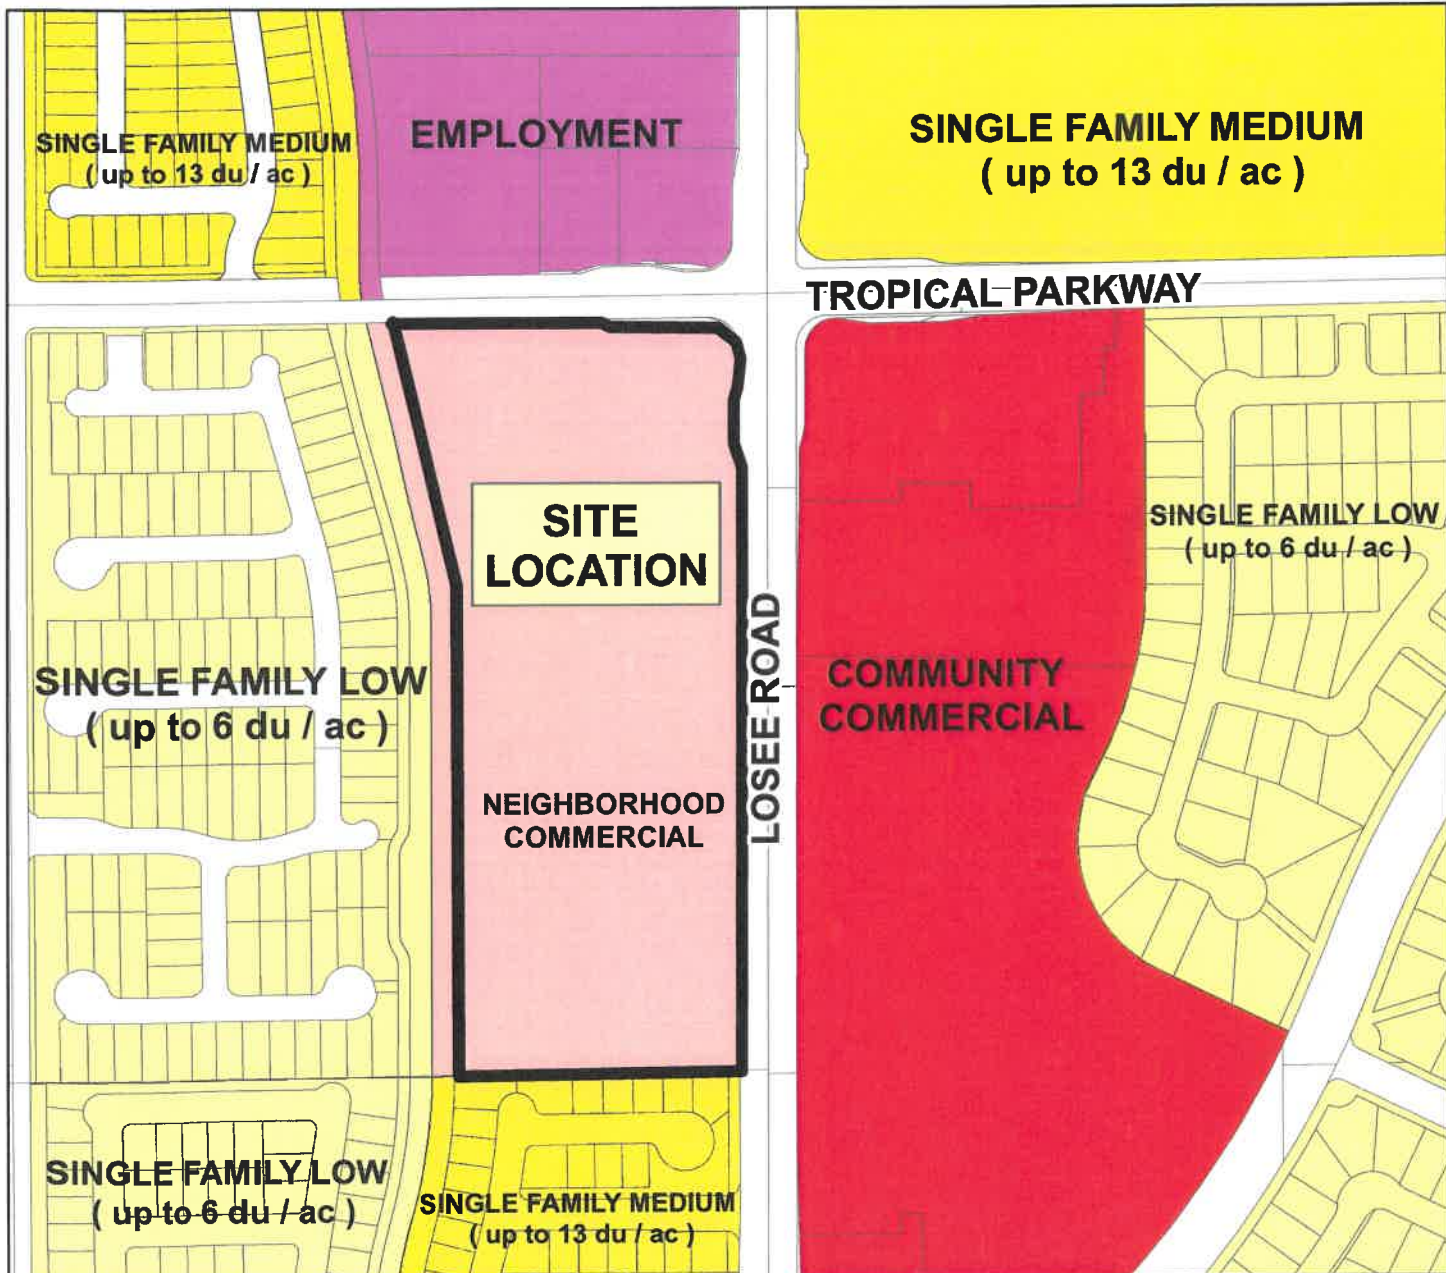 SINGLE FAMILY MEDIUM
( up to 13 du / ac )
EMPLOYMENT
SINGLE FAMILY MEDIUM
( up to 13 du / ac )
TROPICAL PARKWAY
SITE
LOCATION
SINGLE FAMILY LOW
( up to 6 du / ac )
LOSEE ROAD
SINGLE FAMILY LOW
( up to 6 du / ac )
COMMUNITY
COMMERCIAL
NEIGHBORHOOD
COMMERCIAL
SINGLE FAMILY LOW
( up to 6 du / ac )
SINGLE FAMILY MEDIUM
( up to 13 du / ac )